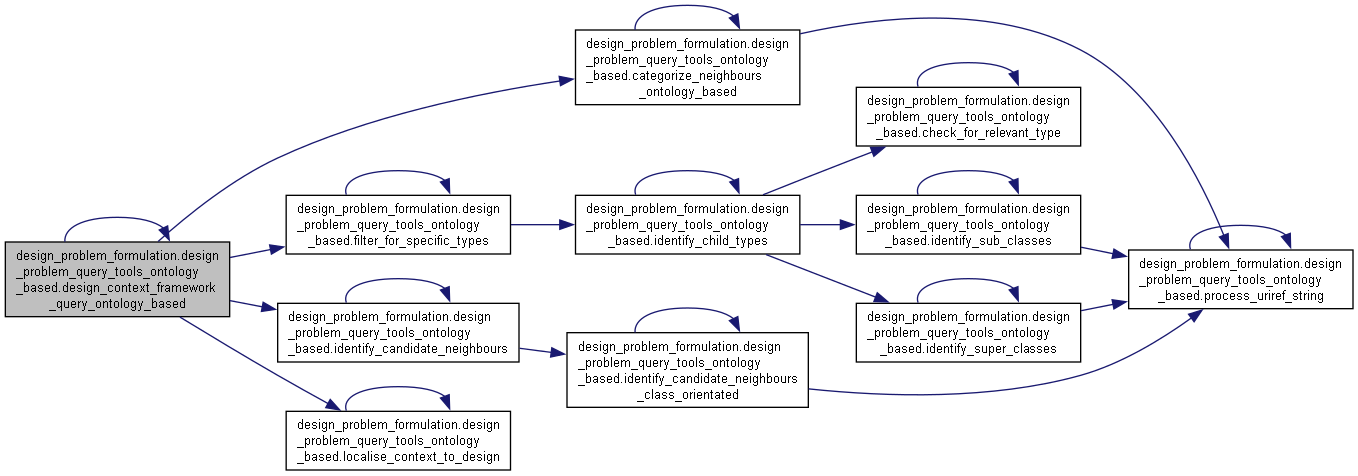 design_problem_formulation.design
_problem_query_tools_ontology
_based.design_context_framework
_query_ontology_based
design_problem_formulation.design
_problem_query_tools_ontology
_based.categorize_neighbours
_ontology_based
design_problem_formulation.design
_problem_query_tools_ontology
_based.filter_for_specific_types
design_problem_formulation.design
_problem_query_tools_ontology
_based.identify_candidate_neighbours
design_problem_formulation.design
_problem_query_tools_ontology
_based.localise_context_to_design
design_problem_formulation.design
_problem_query_tools_ontology
_based.identify_child_types
design_problem_formulation.design
_problem_query_tools_ontology
_based.identify_candidate_neighbours
_class_orientated
design_problem_formulation.design
_problem_query_tools_ontology
_based.check_for_relevant_type
design_problem_formulation.design
_problem_query_tools_ontology
_based.identify_sub_classes
design_problem_formulation.design
_problem_query_tools_ontology
_based.identify_super_classes
design_problem_formulation.design
_problem_query_tools_ontology
_based.process_uriref_string